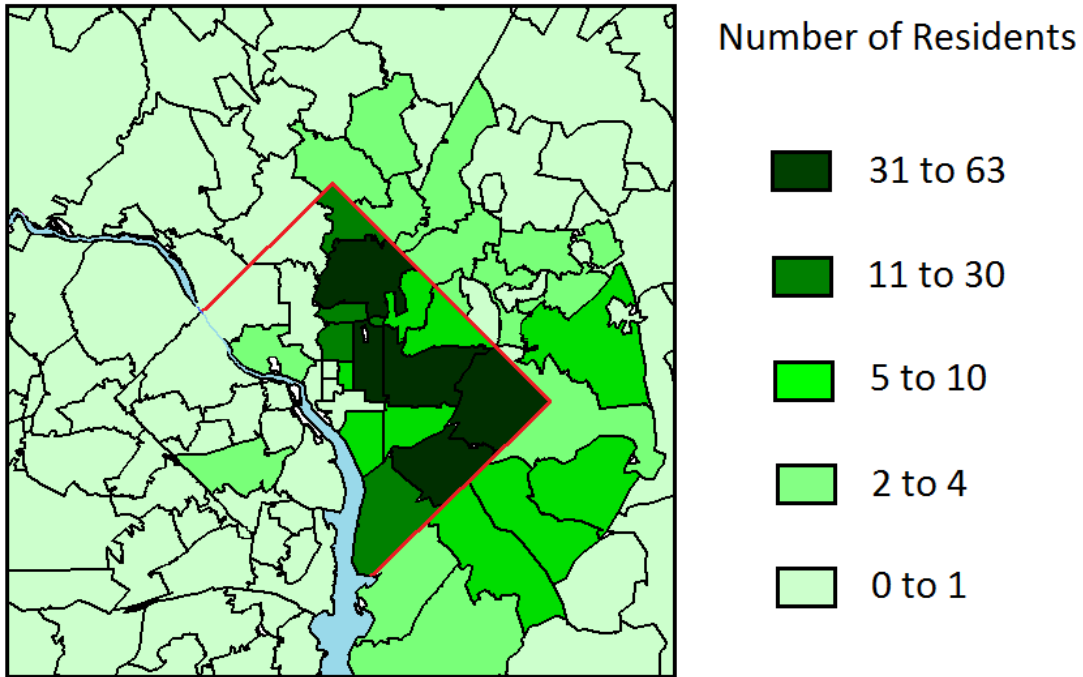 Number of Residents
31 to 63
11 to 30
5 to 10
2 to 4
0 to 1